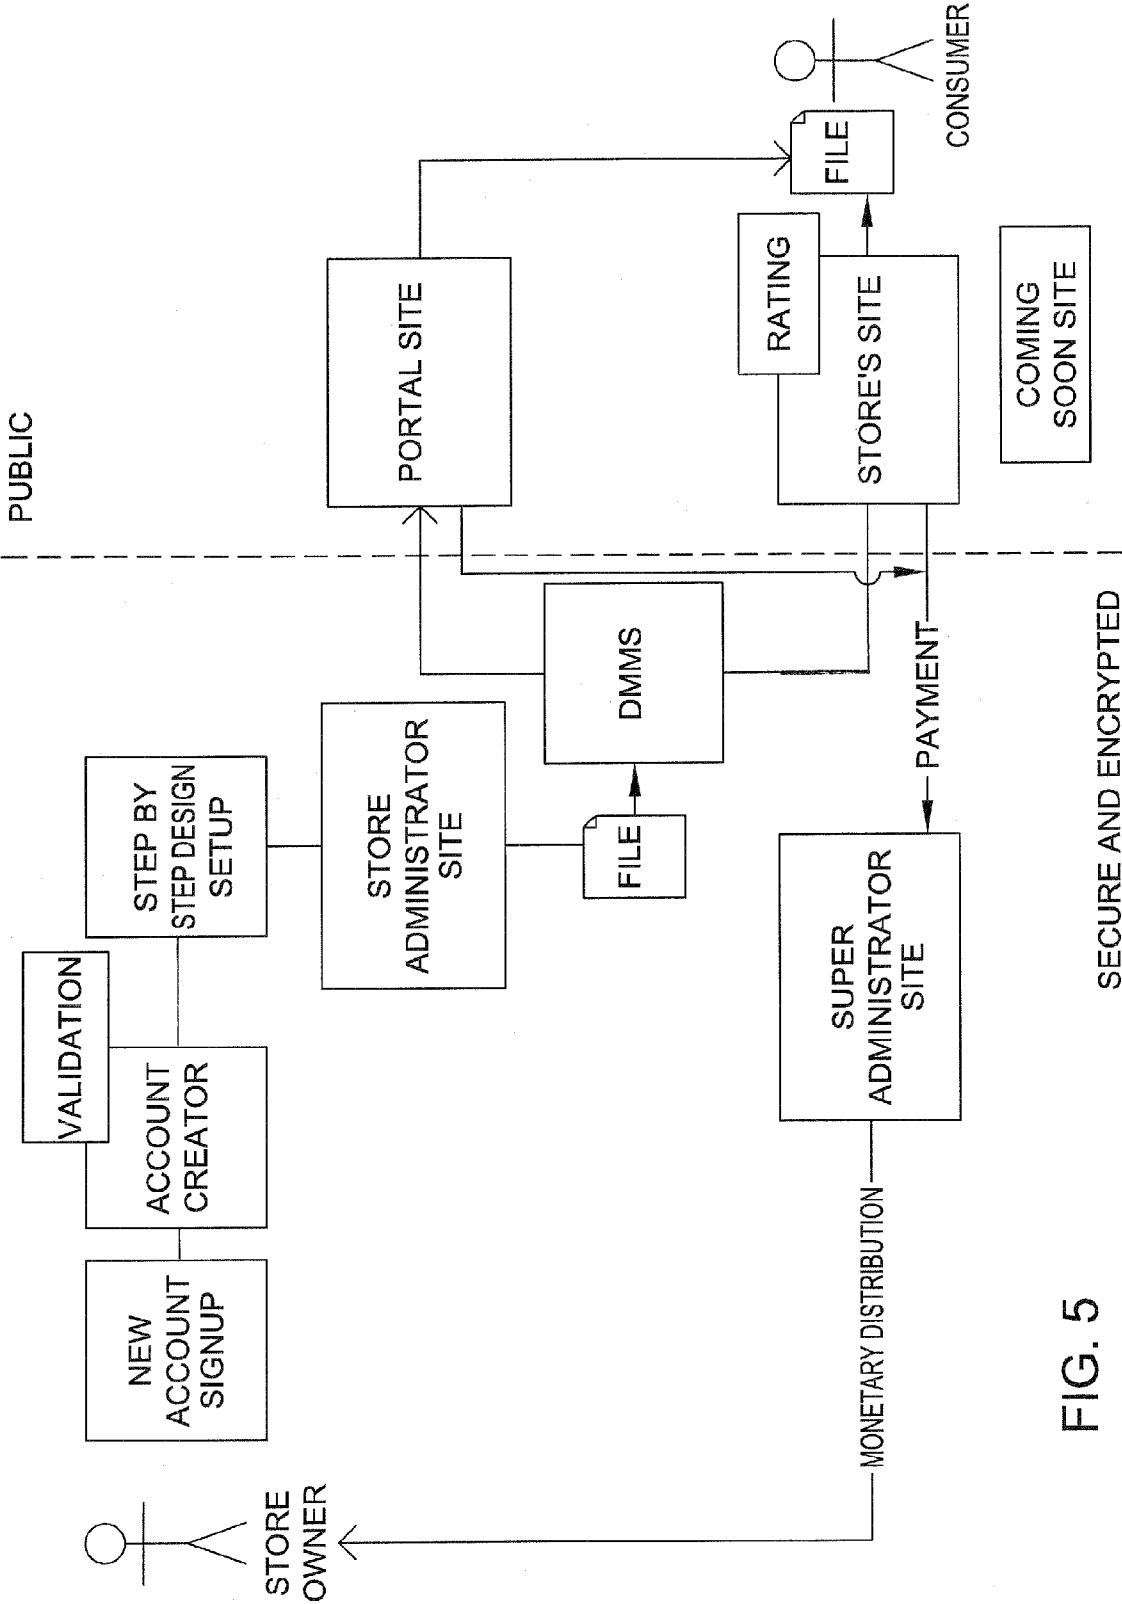 PUBLIC
SECURE AND ENCRYPTED
STORE
OWNER
NEW
ACCOUNT
SIGNUP
VALIDATION
ACCOUNT
CREATOR
STEP BY
STEP DESIGN
SETUP
STORE
ADMINISTRATOR
SITE
FILE
DMMS
PORTAL SITE
RATING
STORE'S SITE
FILE
CONSUMER
COMING
SOON SITE
PAYMENT
SUPER
ADMINISTRATOR
SITE
MONETARY DISTRIBUTION
FIG. 5